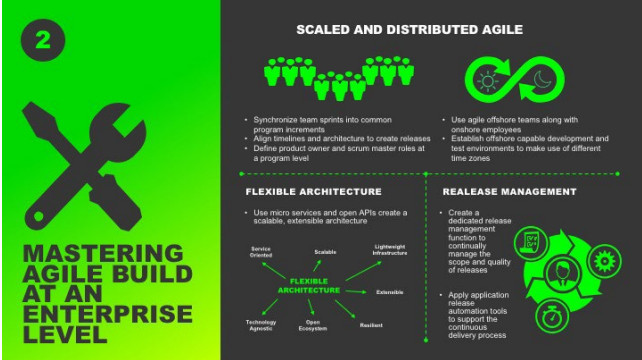 2
MASTERING
AGILE BUILD
AT AN
ENTERPRISE
LEVEL
SCALED AND DISTRIBUTED AGILE
• Synchronize team sprints into common
program increments
• Align timelines and architecture to create releases
• Define product owner and scrum master roles at
a program level
• Use agile offshore teams along with
onshore employees
• Establish offshore capable development and
test environments to make use of different
time zones
FLEXIBLE ARCHITECTURE
• Use micro services and open APIs create a
scalable, extensible architecture
Service
Oriented
Scalable
Lightweight
Infrastructure
FLEXIBLE
ARCHITECTURE
Extensible
Technology
Agnostic
Open
Ecosystem
Resilient
REALEASE MANAGEMENT
• Create a
dedicated release
management
function to
continually
manage the
scope and quality
of releases
• Apply application
release
automation tools
to support the
continuous
delivery process